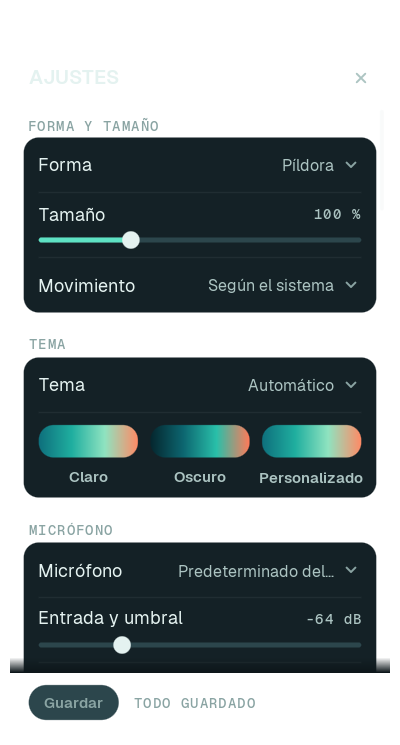 AJUSTES
FORMA Y TAMAÑO
Forma Píldora
Tamaño 100 %
Movimiento Según el sistema
TEMA
Tema Automático
Claro Oscuro Personalizado
MICRÓFONO
Micrófono Predeterminado del...
Entrada y umbral -64 dB
Guardar TODO GUARDADO